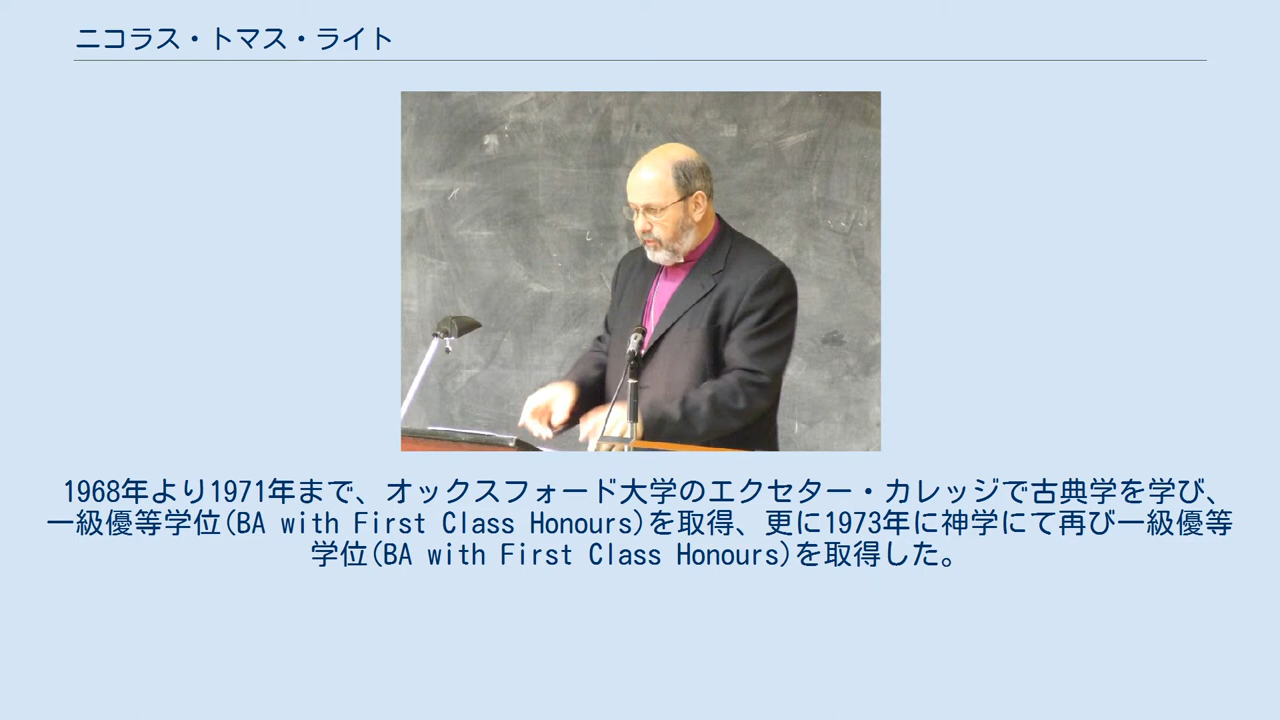 ニコラス・トマス・ライト
1968年より1971年まで、オックスフォード大学のエクセター・カレッジで古典学を学び、
一級優等学位(BA with First Class Honours)を取得、更に1973年に神学にて再び一級優等
学位(BA with First Class Honours)を取得した。